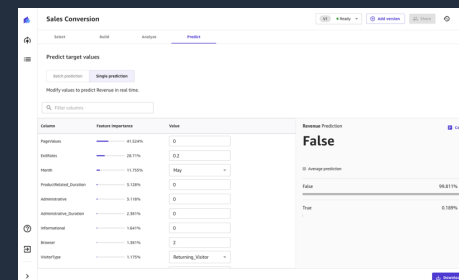 Sales Conversion
V1 Ready
Add version
Share
Select Build Analyze Predict
Predict target values
Batch prediction Single prediction
Modify values to predict Revenue in real time.
Filter columns
Column Feature importance Value
PageValues 41.524% 0
ExitRates 28.71% 0.2
Month 11.755% May
ProductRelated_Duration 5.128% 0
Administrative 3.118% 0
Administrative_Duration 2.931% 0
Informational 1.641% 0
Browser 1.381% 2
VisitorType 1.175% Returning_Visitor
Revenue Prediction
False
Average prediction
False 99.811%
True 0.189%
Download